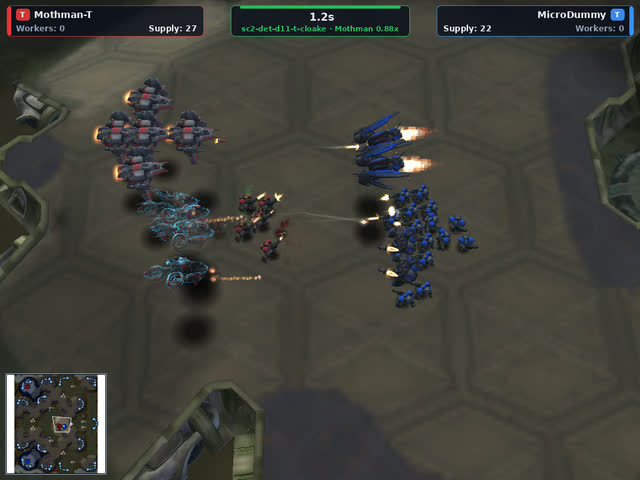 T Mothman-T
Workers: 0 Supply: 27
1.2s
sc2-det-d11-t-cloake · Mothman 0.88x
MicroDummy T
Supply: 22 Workers: 0